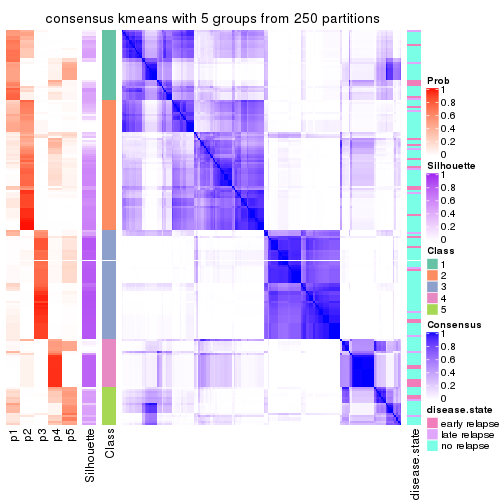 consensus kmeans with 5 groups from 250 partitions
Prob
1
0.8
0.6
0.4
0.2
0
Silhouette
1
0.8
0.6
0.4
0.2
0
Class
1
2
3
4
5
Consensus
1
0.8
0.6
0.4
0.2
0
disease.state
early relapse
late relapse
no relapse
p1
p2
p3
p4
p5
Silhouette
Class
disease.state